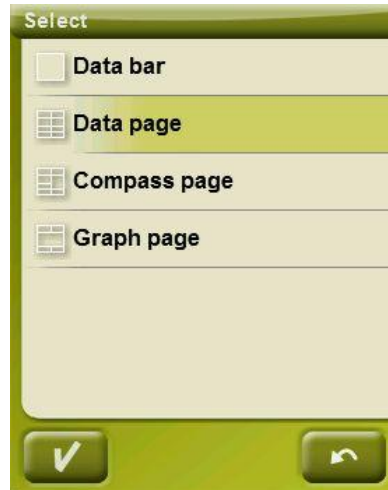 Select
Data bar
Data page
Compass page
Graph page